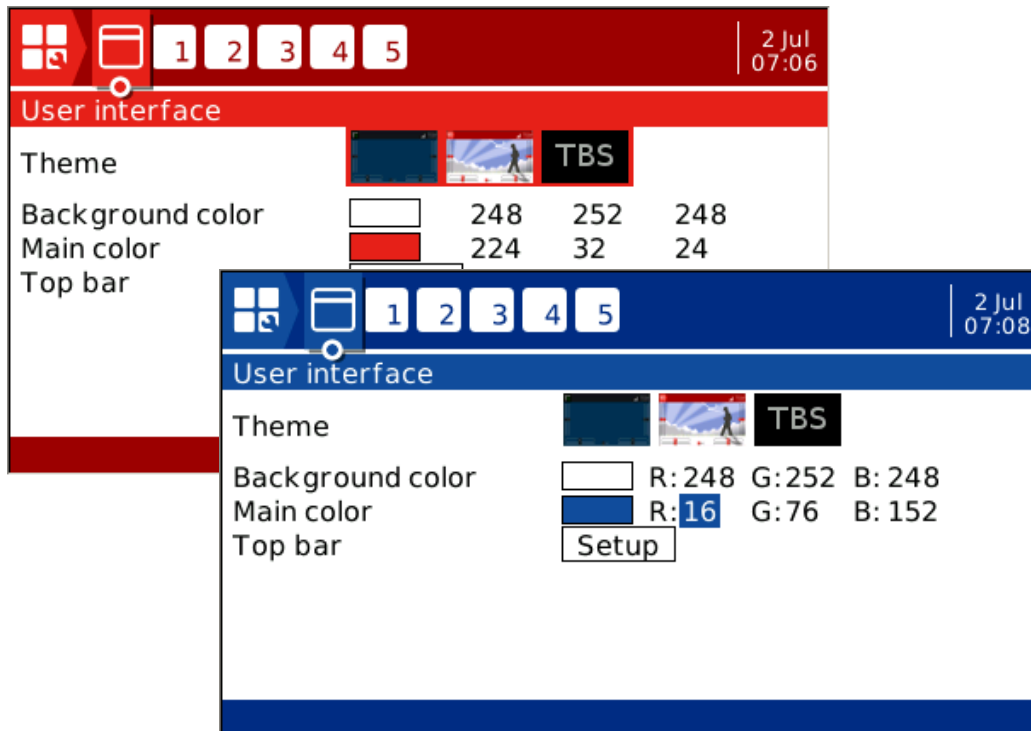 1 2 3 4 5
2 Jul
07:06
User interface
Theme
TBS
Background color 248 252 248
Main color 224 32 24
Top bar
1 2 3 4 5
2 Jul
07:08
User interface
Theme
TBS
Background color R:248 G:252 B:248
Main color R:16 G:76 B:152
Top bar Setup